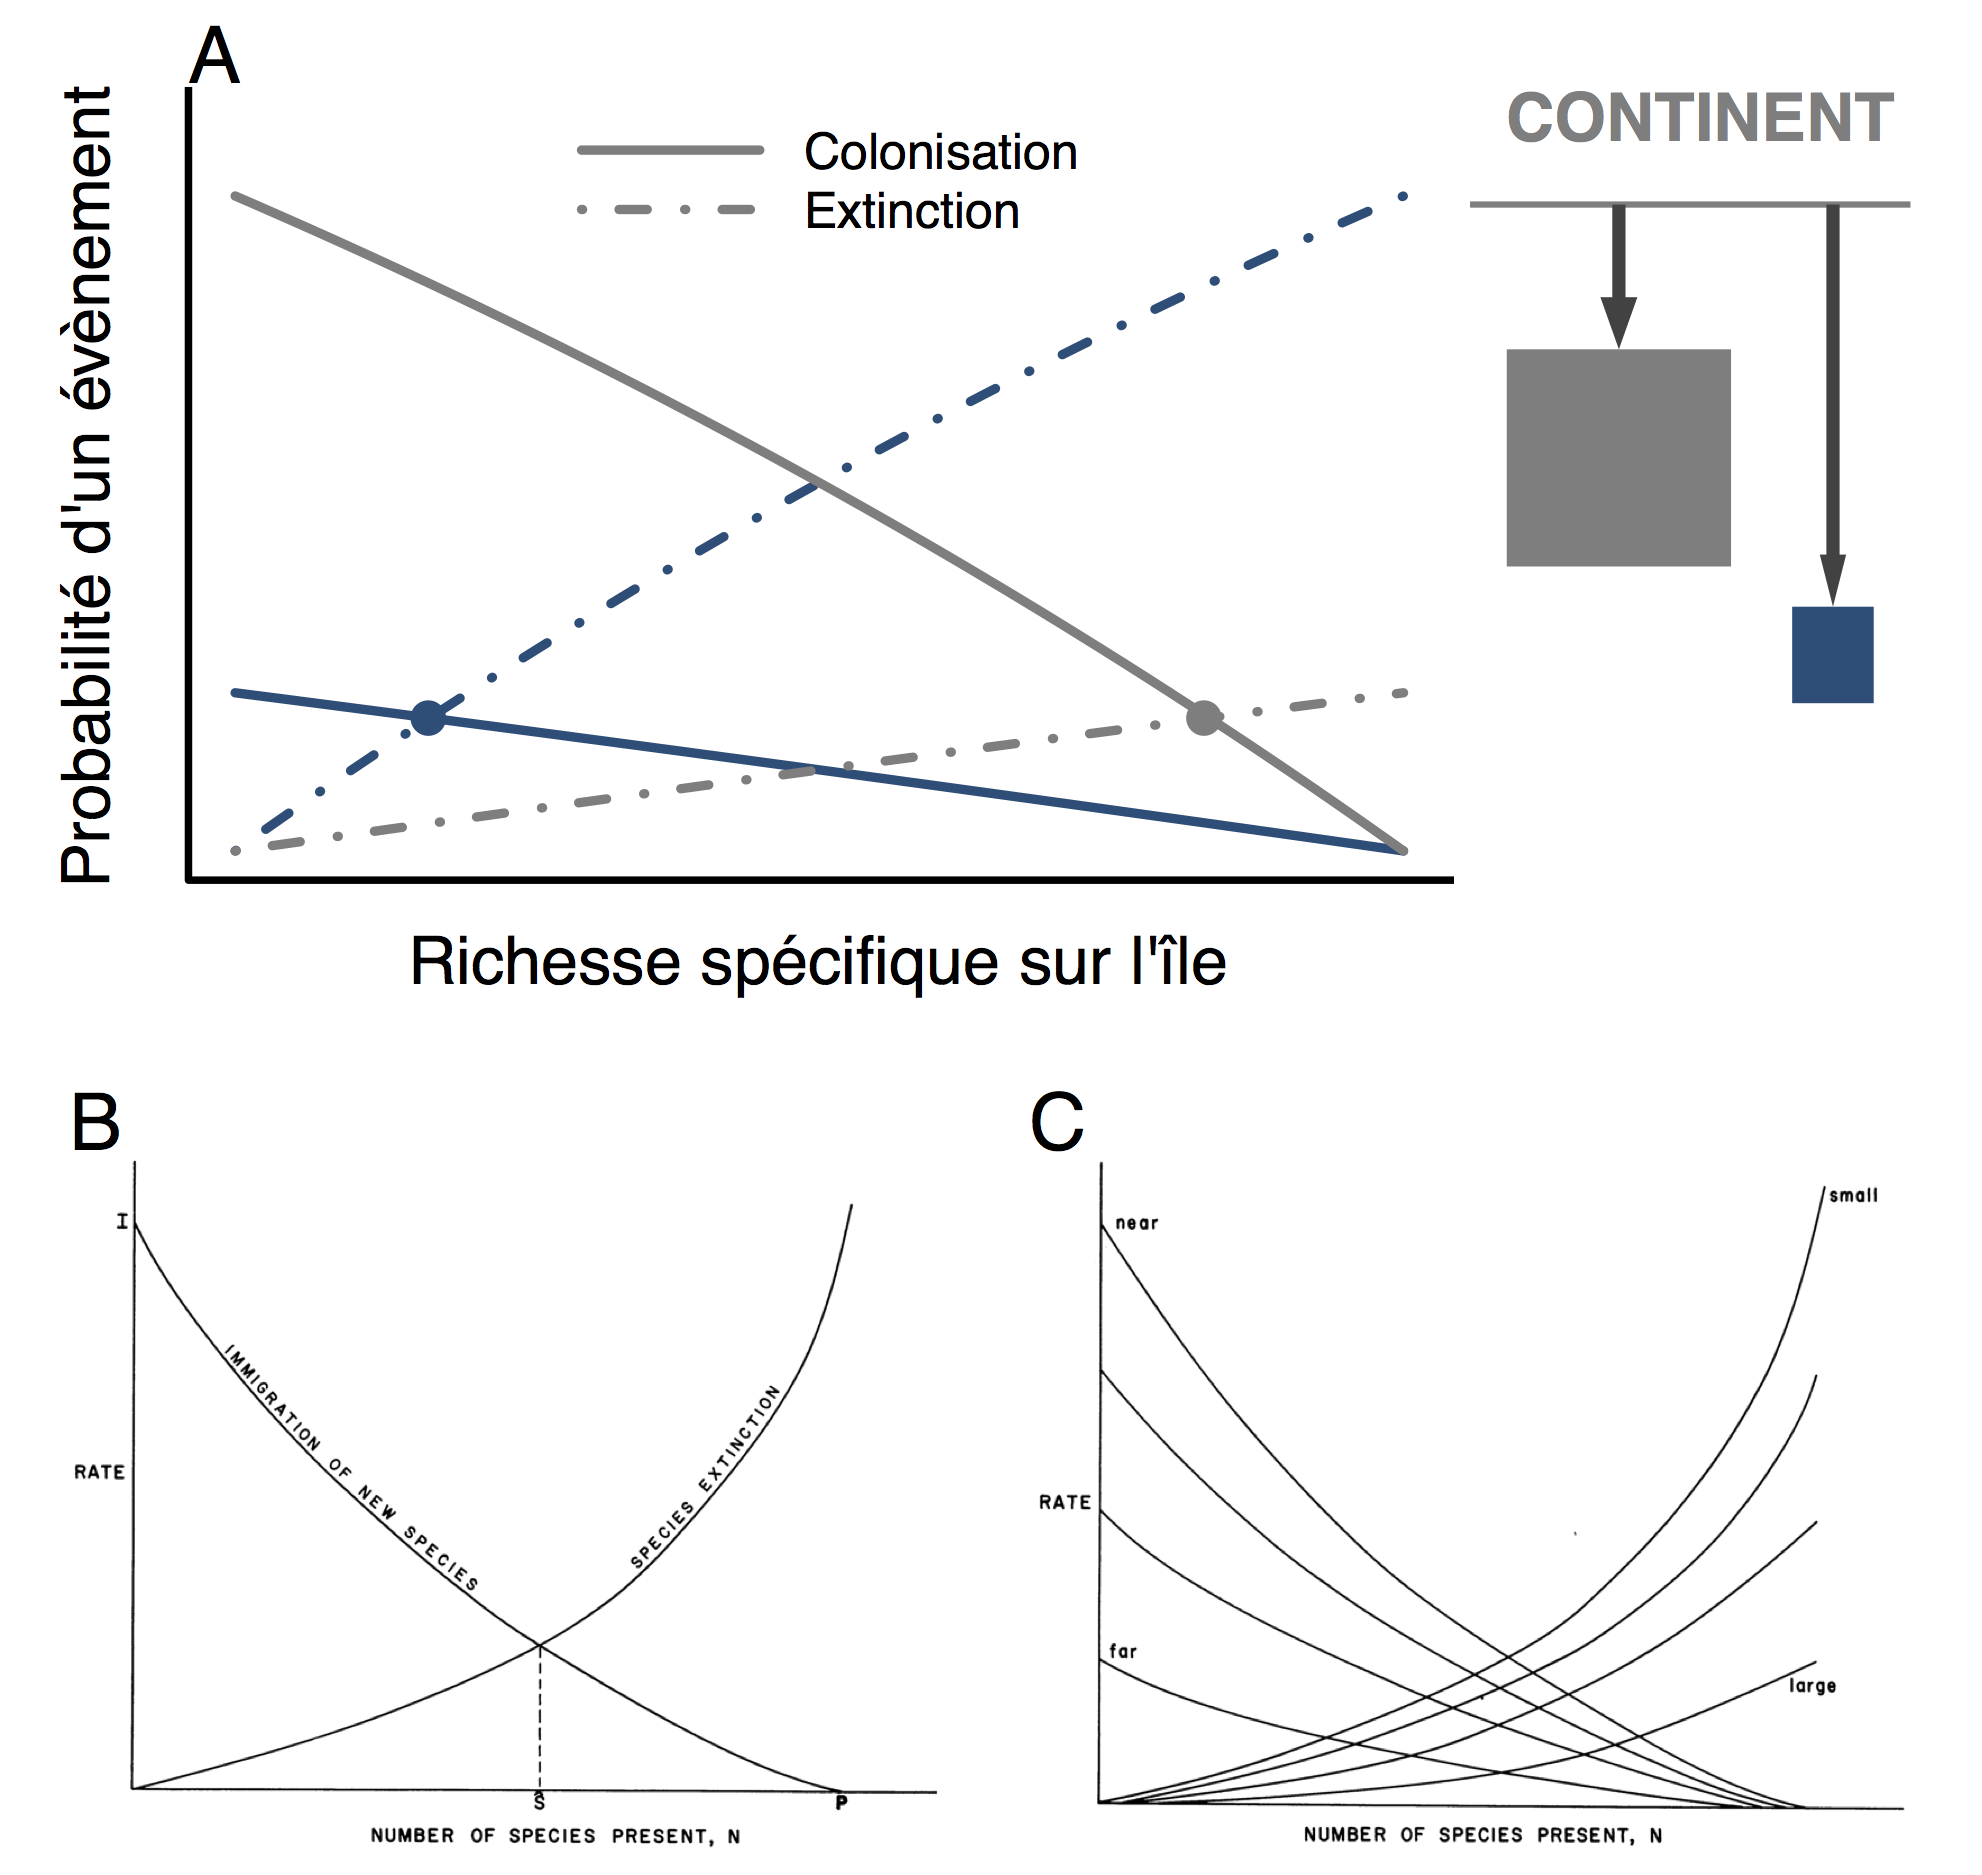 A
CONTINENT
Colonisation
Extinction
Probabilité d'un évènement
Richesse spécifique sur l'île
B
I
IMMIGRATION OF NEW SPECIES
SPECIES EXTINCTION
RATE
Ŝ
P
NUMBER OF SPECIES PRESENT, N
C
near
small
RATE
far
large
NUMBER OF SPECIES PRESENT, N